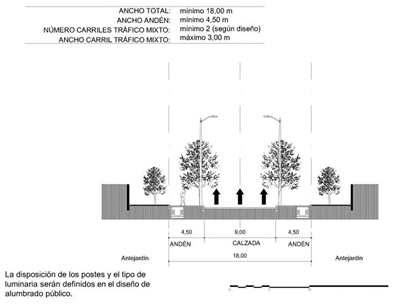 ANCHO TOTAL: mínimo 18,00 m
ANCHO ANDÉN: mínimo 4,50 m
NÚMERO CARRILES TRÁFICO MIXTO: mínimo 2 (según diseño)
ANCHO CARRIL TRÁFICO MIXTO: máximo 3,00 m
4,50 9,00 4,50
ANDÉN CALZADA ANDÉN
Antejardín 18,00 Antejardín
La disposición de los postes y el tipo de
luminaria serán definidos en el diseño de
alumbrado público.